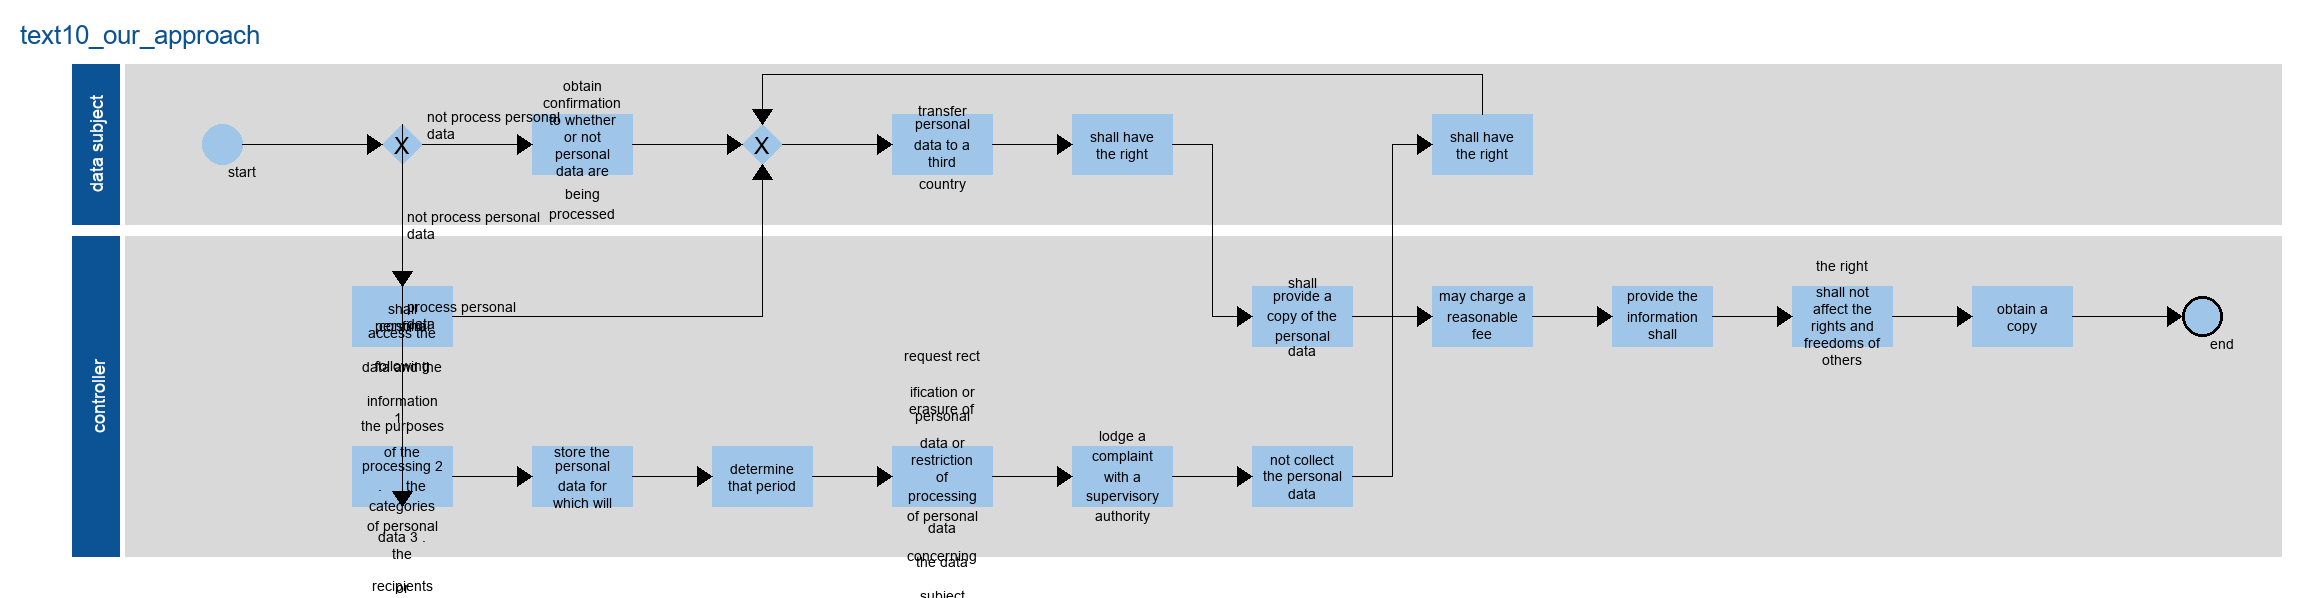 text10_our_approach
data subject
start
X
not process personal
data
obtain
confirmation
to whether
or not
personal
data are
being
processed
X
transfer
personal
data to a
third
country
shall have
the right
shall have
the right
not process personal
data
controller
shall
process personal
data
access the
data and the
following
information
1
the purposes
of the
processing 2
. the
categories
of personal
data 3 .
the
recipients
or
store the
personal
data for
which will
determine
that period
request rect
ification or
erasure of
personal
data or
restriction
of
processing
of personal
data
concerning
the data
subject
lodge a
complaint
with a
supervisory
authority
not collect
the personal
data
shall
provide a
copy of the
personal
data
may charge a
reasonable
fee
provide the
information
shall
the right
shall not
affect the
rights and
freedoms of
others
obtain a
copy
end